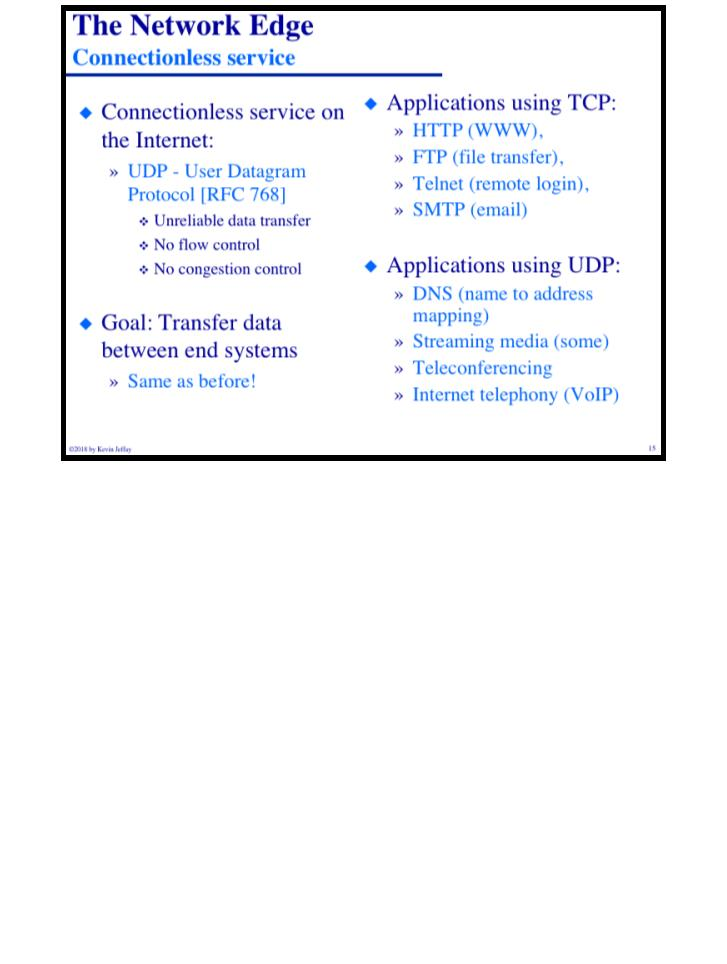 The Network Edge
Connectionless service
◆ Connectionless service on
the Internet:
» UDP - User Datagram
Protocol [RFC 768]
❖ Unreliable data transfer
❖ No flow control
❖ No congestion control
◆ Goal: Transfer data
between end systems
» Same as before!
◆ Applications using TCP:
» HTTP (WWW),
» FTP (file transfer),
» Telnet (remote login),
» SMTP (email)
◆ Applications using UDP:
» DNS (name to address
mapping)
» Streaming media (some)
» Teleconferencing
» Internet telephony (VoIP)
©2018 by Kevin Jeffay
15